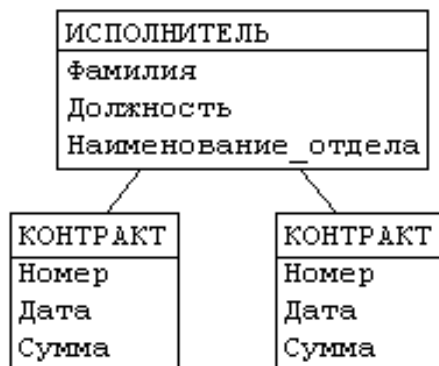 ИСПОЛНИТЕЛЬ
Фамилия
Должность
Наименование_отдела
КОНТРАКТ
Номер
Дата
Сумма
КОНТРАКТ
Номер
Дата
Сумма